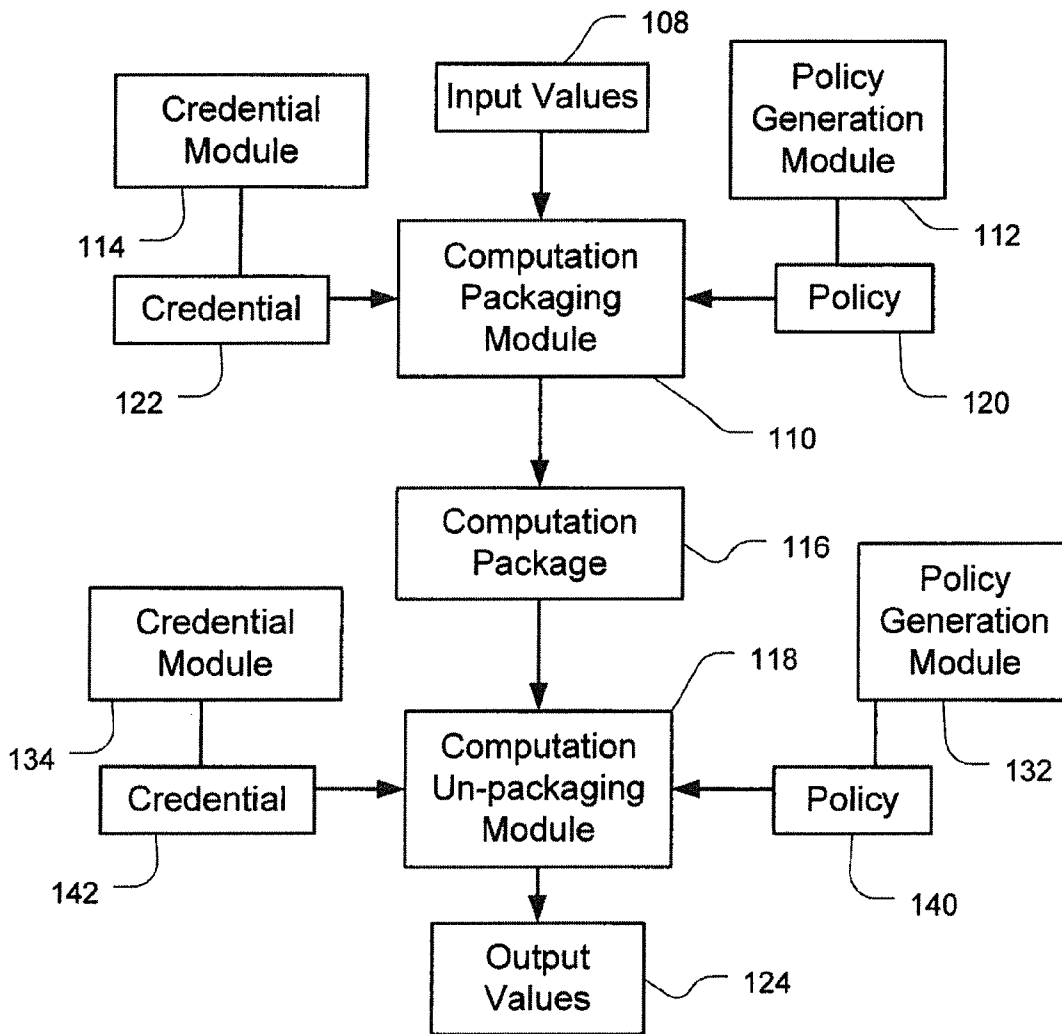 108
Input Values
Credential
Module
Policy
Generation
Module
114
112
Computation
Packaging
Module
Credential
Policy
122
120
110
Computation
Package
116
Credential
Module
Policy
Generation
Module
118
134
132
Computation
Un-packaging
Module
Credential
Policy
142
140
Output
Values
124